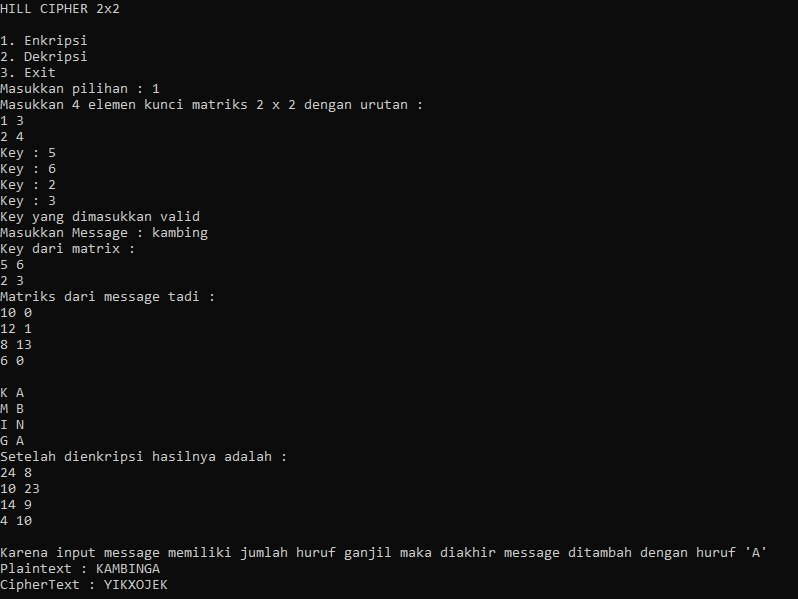 HILL CIPHER 2x2
1. Enkripsi
2. Dekripsi
3. Exit
Masukkan pilihan : 1
Masukkan 4 elemen kunci matriks 2 x 2 dengan urutan :
1 3
2 4
Key : 5
Key : 6
Key : 2
Key : 3
Key yang dimasukkan valid
Masukkan Message : kambing
Key dari matrix :
5 6
2 3
Matriks dari message tadi :
10 0
12 1
8 13
6 0
K A
M B
I N
G A
Setelah dienkripsi hasilnya adalah :
24 8
10 23
14 9
4 10
Karena input message memiliki jumlah huruf ganjil maka diakhir message ditambah dengan huruf 'A'
Plaintext : KAMBINGA
CipherText : YIKXOJEK